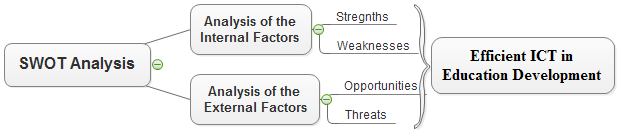 SWOT Analysis
Analysis of the
Internal Factors
Stregnths
Weaknesses
Analysis of the
External Factors
Opportunities
Threats
Efficient ICT in
Education Development